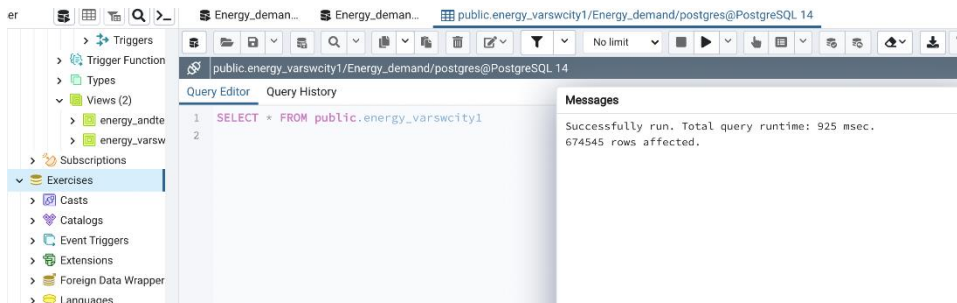 er
Energy_deman...
Energy_deman...
public.energy_varswcity1/Energy_demand/postgres@PostgreSQL 14
Triggers
Trigger Function
Types
Views (2)
energy_andte
energy_varsw
Subscriptions
Exercises
Casts
Catalogs
Event Triggers
Extensions
Foreign Data Wrapper
Languages
No limit
public.energy_varswcity1/Energy_demand/postgres@PostgreSQL 14
Query Editor Query History
1 SELECT * FROM public.energy_varswcity1
2
Messages
Successfully run. Total query runtime: 925 msec.
674545 rows affected.